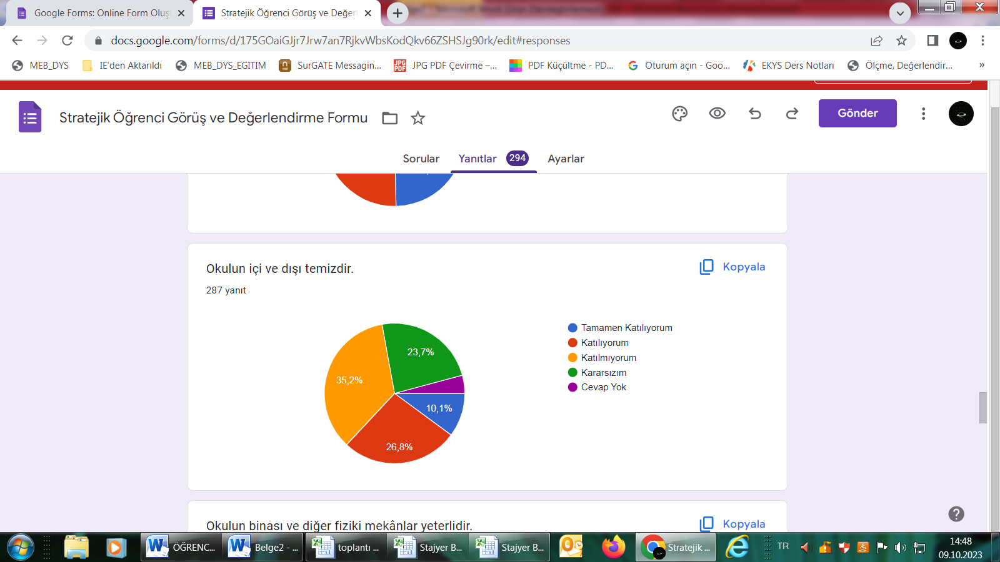 Google Forms: Online Form Oluşt
Stratejik Öğrenci Görüş ve Değerl
docs.google.com/forms/d/175GOaiGJjr7Jrw7an7RjkvWbsKodQkv66ZSHSJg90rk/edit#responses
MEB_DYS
IE'den Aktarıldı
MEB_DYS_EGITIM
SurGATE Messagin...
JPG PDF Çevirme –...
PDF Küçültme - PD...
Oturum açın - Goo...
EKYS Ders Notları
Ölçme, Değerlendir...
»
Stratejik Öğrenci Görüş ve Değerlendirme Formu
Gönder
Sorular
Yanıtlar 294
Ayarlar
Okulun içi ve dışı temizdir.
Kopyala
287 yanıt
23,7%
35,2%
10,1%
26,8%
Tamamen Katılıyorum
Katılıyorum
Katılmıyorum
Kararsızım
Cevap Yok
Okulun binası ve diğer fiziki mekânlar yeterlidir.
Kopyala
ÖĞRENC...
Belge2 - ...
toplantı ...
Stajyer B...
Stajyer B...
Stratejik ...
TR
14:48
09.10.2023